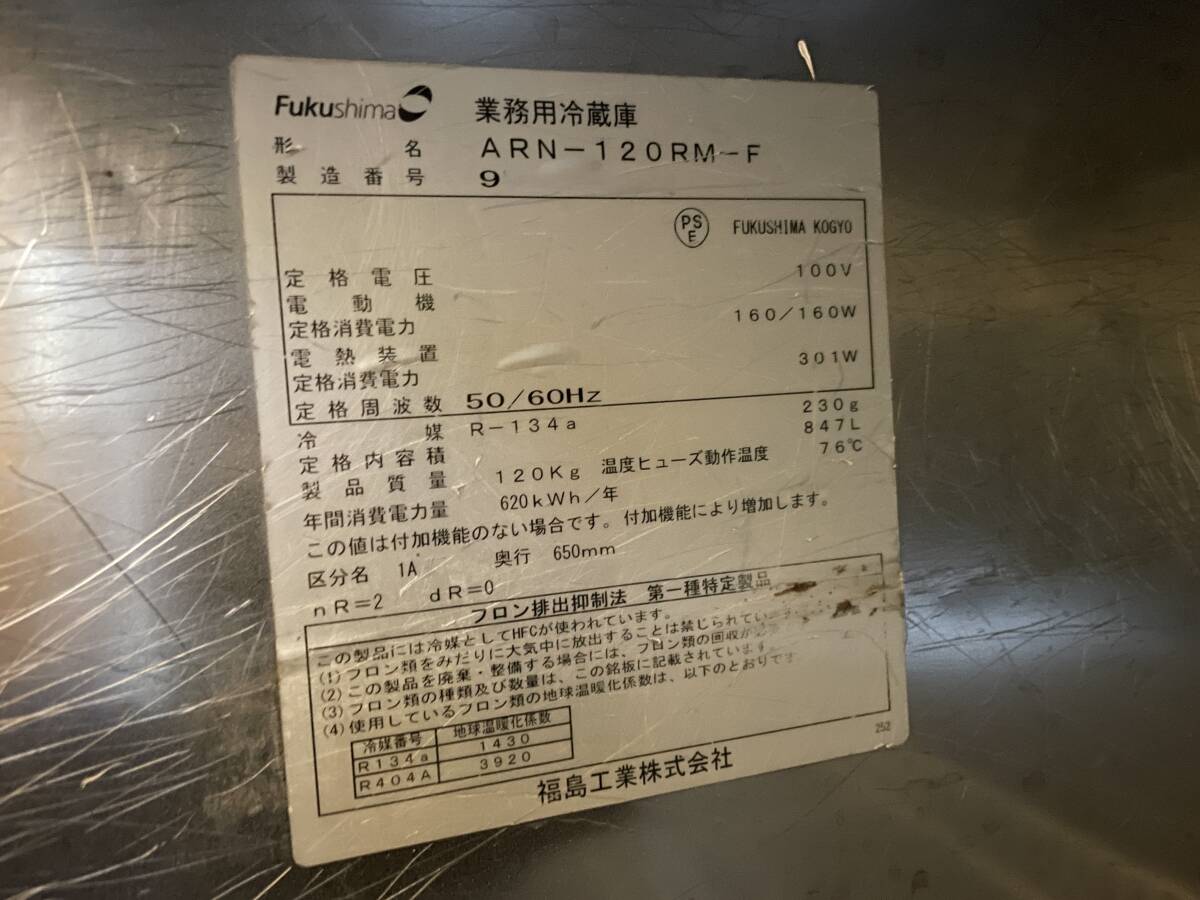 Fukushima 業務用冷蔵庫
形名 ARN-120RM-F
製造番号 9
PSE FUKUSHIMA KOGYO
定格電圧 100V
電動機
定格消費電力 160/160W
電熱装置
定格消費電力 301W
定格周波数 50/60Hz
冷媒 R-134a 230g
定格内容積 847L
製品質量 120Kg 温度ヒューズ動作温度 76℃
年間消費電力量 620kWh/年
この値は付加機能のない場合です。付加機能により増加します。
区分名 1A 奥行 650mm
nR=2 dR=0
フロン排出抑制法 第一種特定製品
この製品には冷媒としてHFCが使われています。
(1)フロン類をみだりに大気中に放出することは禁じられてい
(2)この製品を廃棄・整備する場合には、フロン類の回収が必
(3)フロン類の種類及び数量は、この銘板に記載されています。
(4)使用しているフロン類の地球温暖化係数は、以下のとおりです
冷媒番号 地球温暖化係数
R134a 1430
R404A 3920
252
福島工業株式会社